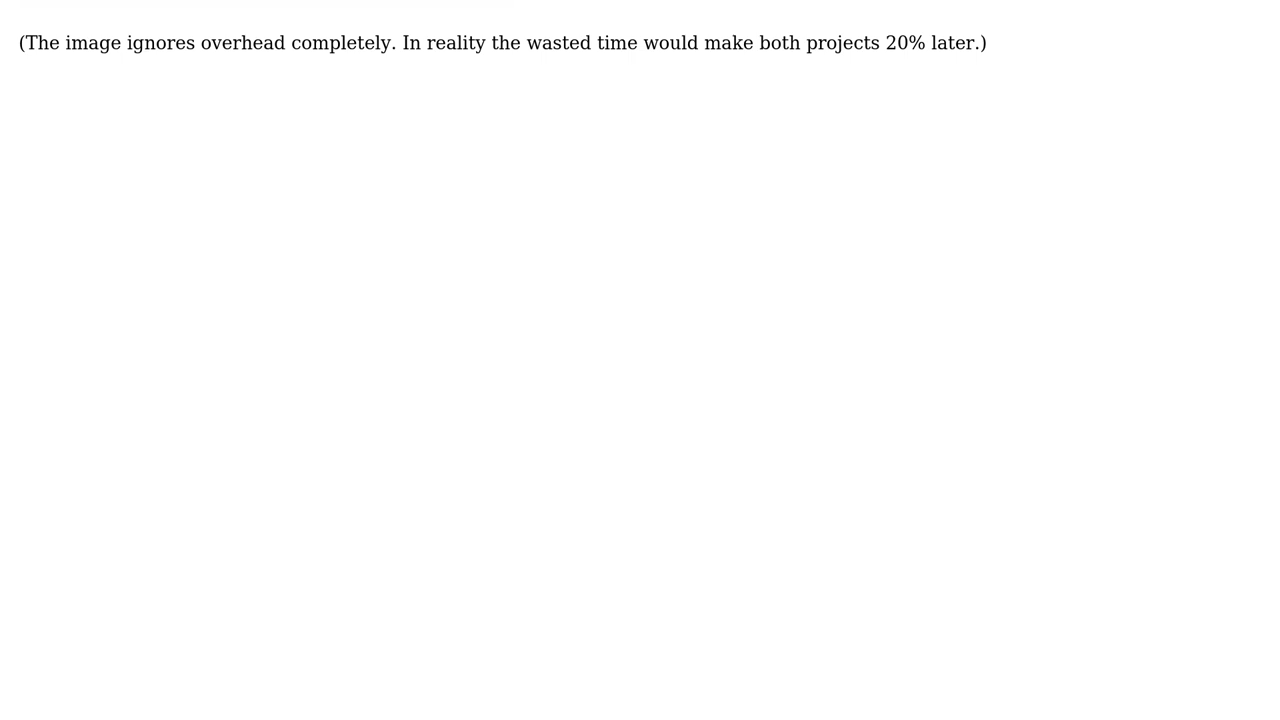 (The image ignores overhead completely. In reality the wasted time would make both projects 20% later.)